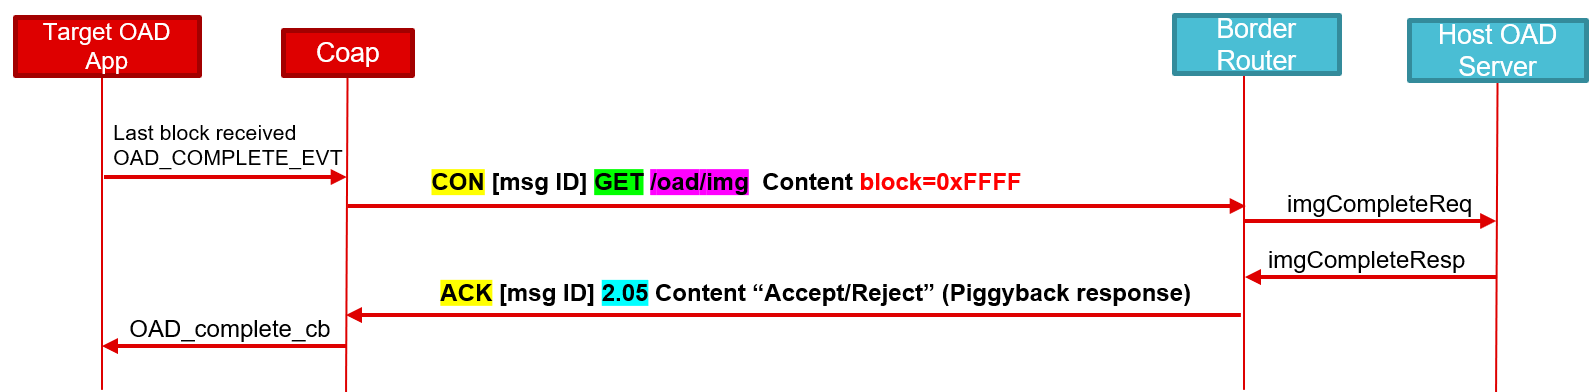 Target OAD
App
Coap
Border
Router
Host OAD
Server
Last block received
OAD_COMPLETE_EVT
CON [msg ID] GET /oad/img Content block=0xFFFF
imgCompleteReq
imgCompleteResp
ACK [msg ID] 2.05 Content “Accept/Reject” (Piggyback response)
OAD_complete_cb